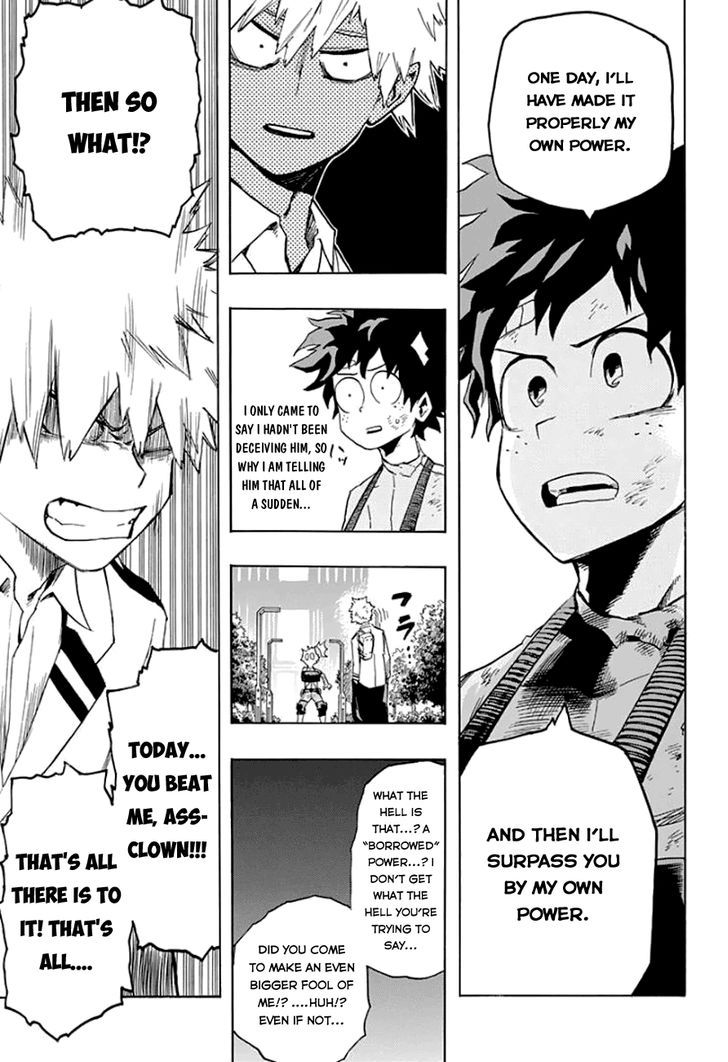 ONE DAY, I'LL
HAVE MADE IT
PROPERLY MY
OWN POWER.
AND THEN I'LL
SURPASS YOU
BY MY OWN
POWER.
I ONLY CAME TO
SAY I HADN'T BEEN
DECEIVING HIM, SO
WHY I AM TELLING
HIM THAT ALL OF
A SUDDEN...
フラ
WHAT THE
HELL IS
THAT...? A
"BORROWED"
POWER...? I
DON'T GET
WHAT THE
HELL YOU'RE
TRYING TO
SAY...
DID YOU COME
TO MAKE AN EVEN
BIGGER FOOL OF
ME!? ....HUH!?
EVEN IF NOT...
THEN SO
WHAT!?
TODAY...
YOU BEAT
ME, ASS-
CLOWN!!!
THAT'S ALL
THERE IS TO
IT! THAT'S
ALL....